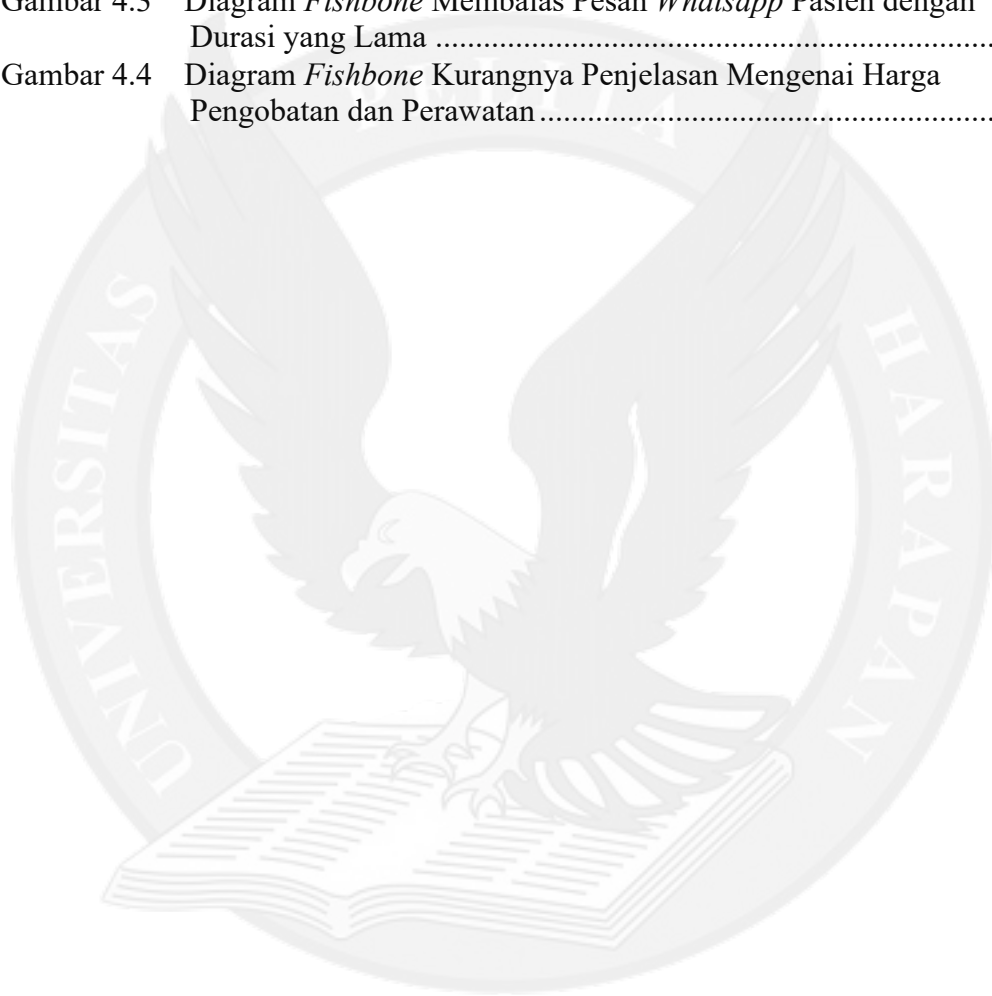 Gambar 4.3 Diagram Fishbone Membalas Pesan Whatsapp Pasien dengan
Durasi yang Lama ....................................................................
Gambar 4.4 Diagram Fishbone Kurangnya Penjelasan Mengenai Harga
Pengobatan dan Perawatan ........................................................
UNIVERSITAS PELITA HARAPAN